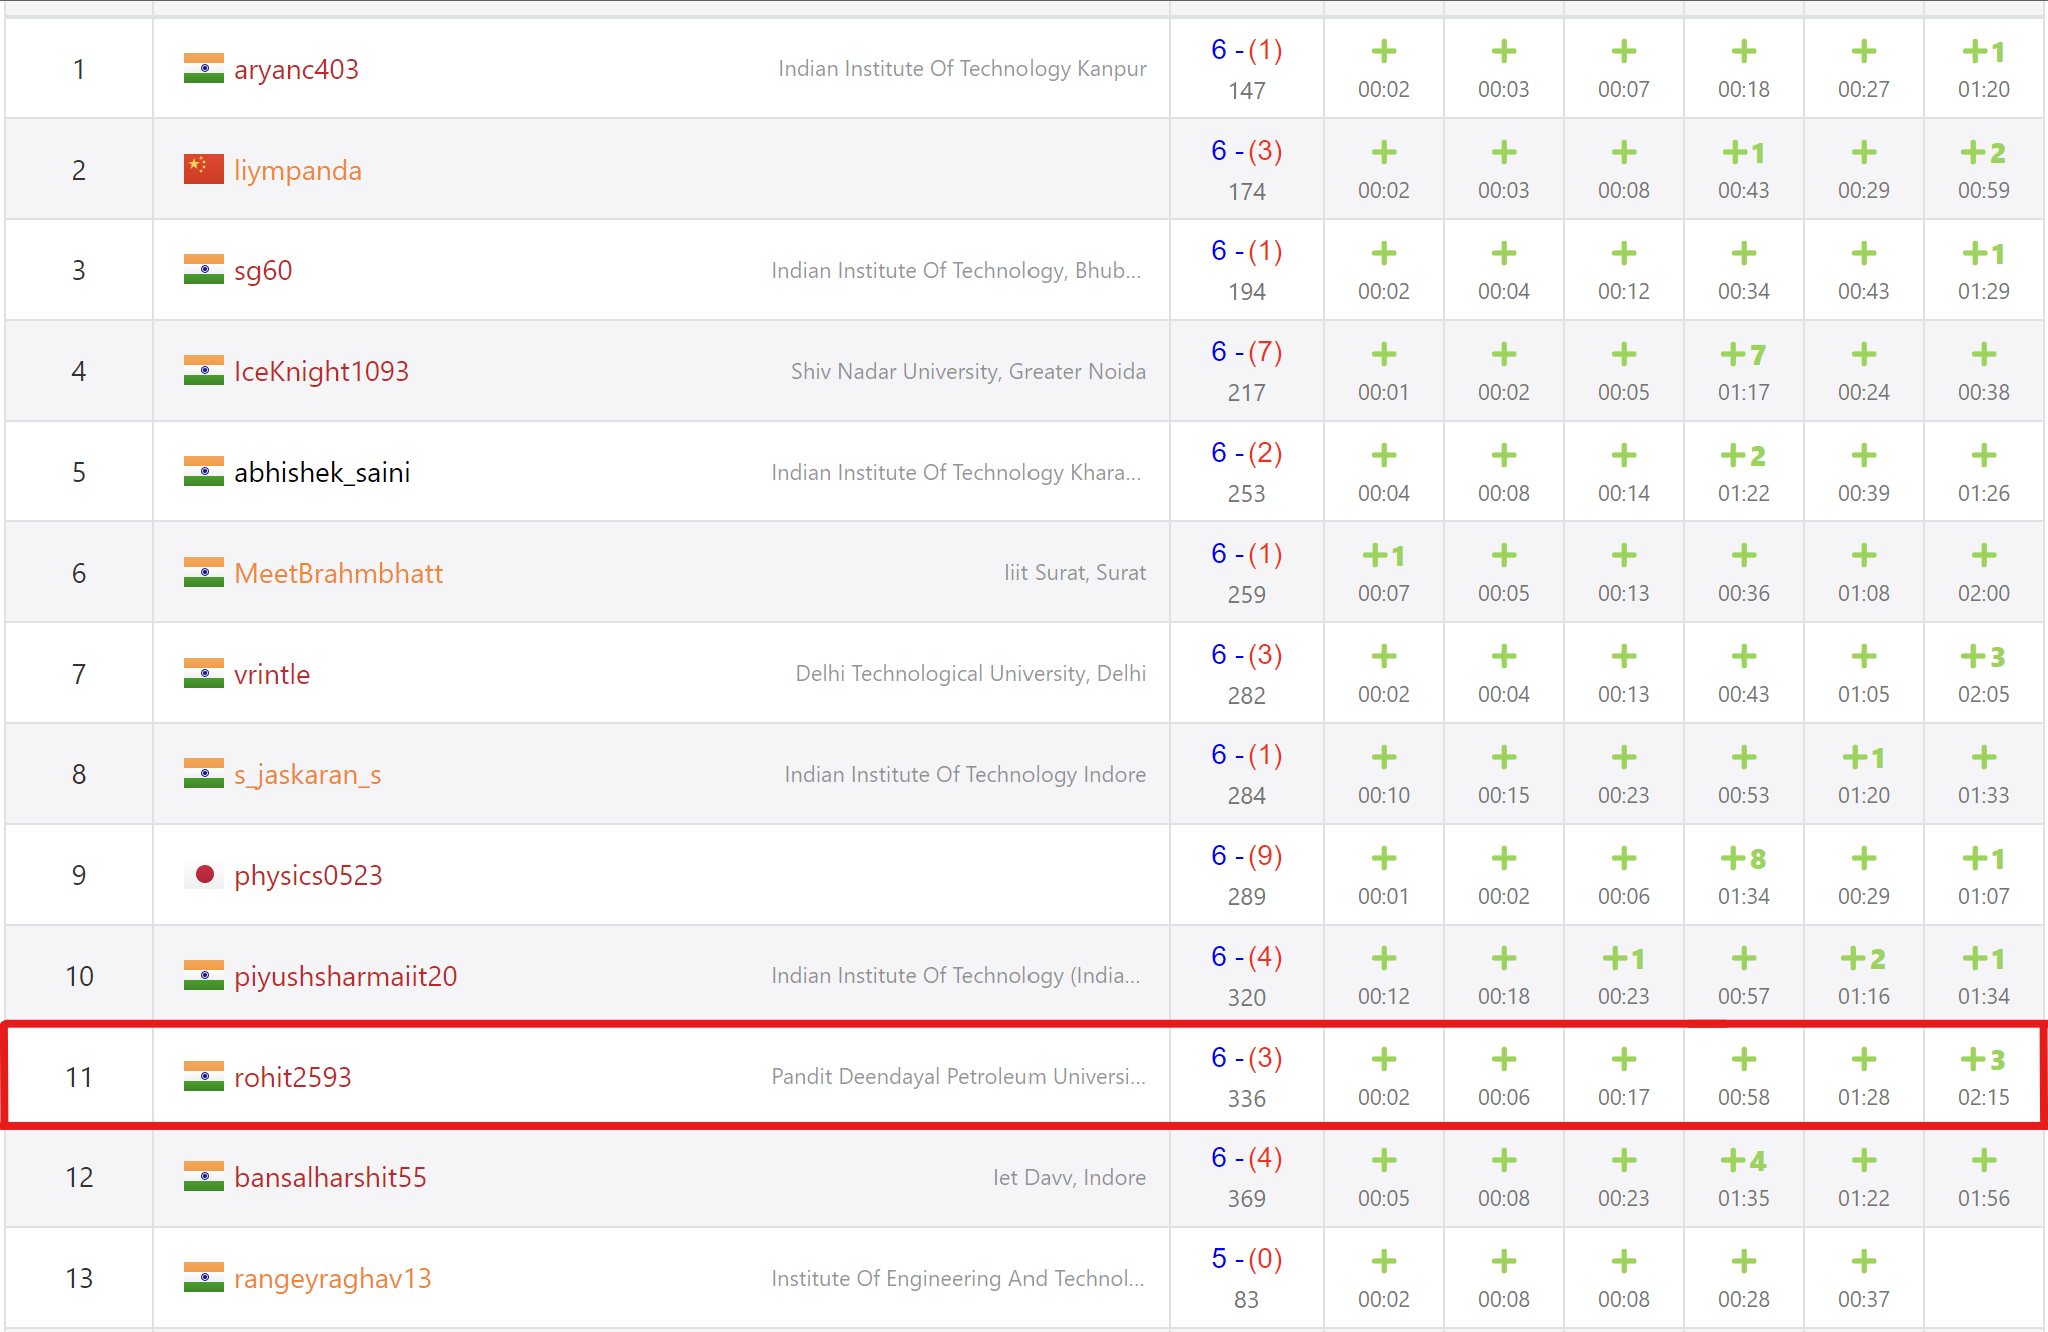 1 aryanc403 Indian Institute Of Technology Kanpur 6 - (1) + + + + + +1
147 00:02 00:03 00:07 00:18 00:27 01:20
2 liympanda 6 - (3) + + + +1 + +2
174 00:02 00:03 00:08 00:43 00:29 00:59
3 sg60 Indian Institute Of Technology, Bhub... 6 - (1) + + + + + +1
194 00:02 00:04 00:12 00:34 00:43 01:29
4 IceKnight1093 Shiv Nadar University, Greater Noida 6 - (7) + + + +7 + +
217 00:01 00:02 00:05 01:17 00:24 00:38
5 abhishek_saini Indian Institute Of Technology Khara... 6 - (2) + + + +2 + +
253 00:04 00:08 00:14 01:22 00:39 01:26
6 MeetBrahmbhatt Iiit Surat, Surat 6 - (1) +1 + + + + +
259 00:07 00:05 00:13 00:36 01:08 02:00
7 vrintle Delhi Technological University, Delhi 6 - (3) + + + + + +3
282 00:02 00:04 00:13 00:43 01:05 02:05
8 s_jaskaran_s Indian Institute Of Technology Indore 6 - (1) + + + + +1 +
284 00:10 00:15 00:23 00:53 01:20 01:33
9 physics0523 6 - (9) + + + +8 + +1
289 00:01 00:02 00:06 01:34 00:29 01:07
10 piyushsharmaiit20 Indian Institute Of Technology (India... 6 - (4) + + +1 + +2 +1
320 00:12 00:18 00:23 00:57 01:16 01:34
11 rohit2593 Pandit Deendayal Petroleum Universi... 6 - (3) + + + + + +3
336 00:02 00:06 00:17 00:58 01:28 02:15
12 bansalharshit55 Iet Davv, Indore 6 - (4) + + + +4 + +
369 00:05 00:08 00:23 01:35 01:22 01:56
13 rangeyraghav13 Institute Of Engineering And Technol... 5 - (0) + + + + +
83 00:02 00:08 00:08 00:28 00:37